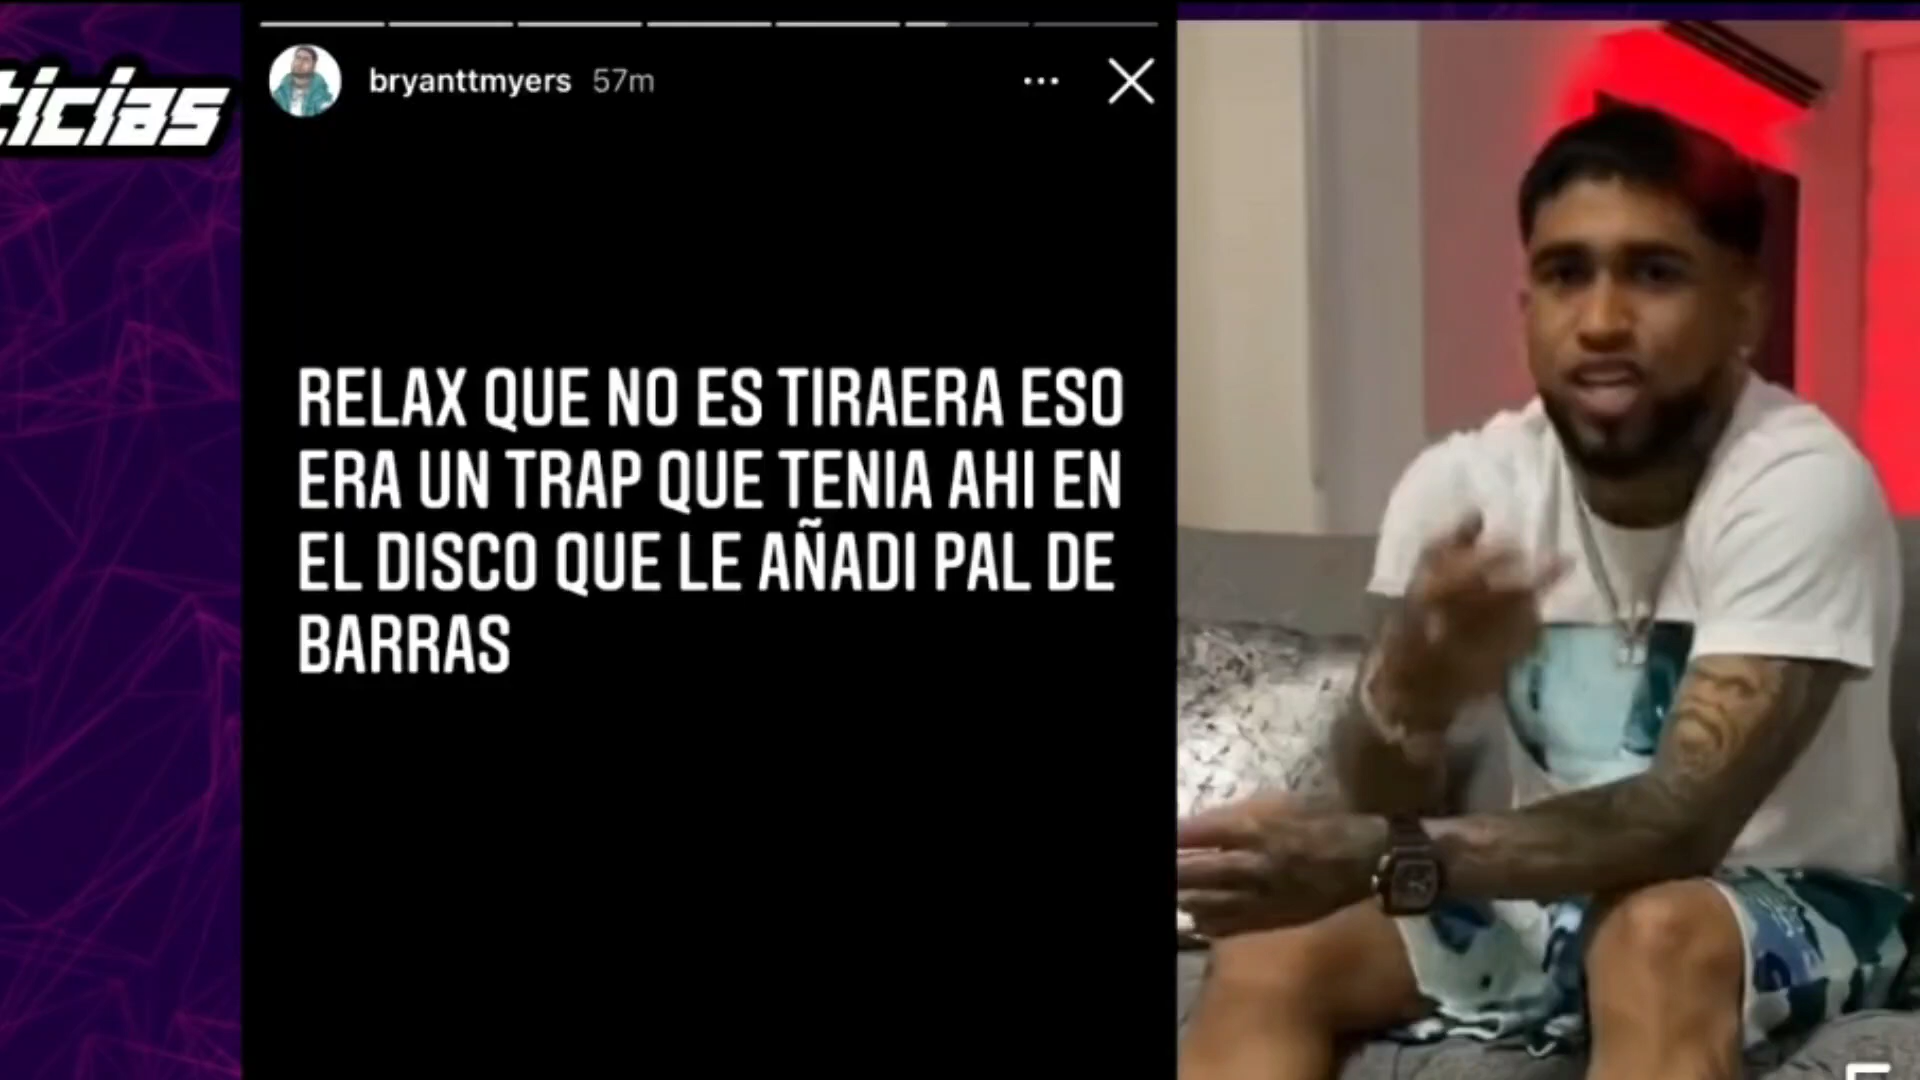 ticias
bryanttmyers 57m
RELAX QUE NO ES TIRAERA ESO
ERA UN TRAP QUE TENIA AHI EN
EL DISCO QUE LE AÑADI PAL DE
BARRAS